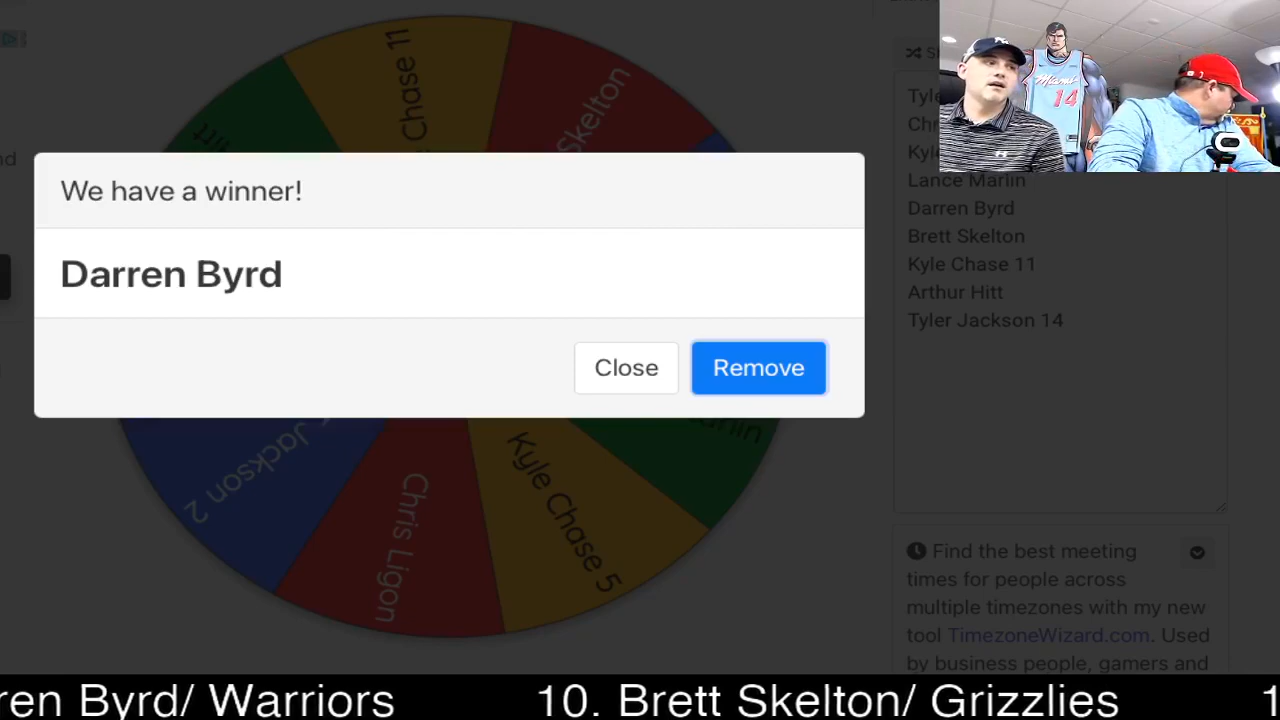 Chase 11
Skelton
Hitt
We have a winner!
Darren Byrd
Close
Remove
Jackson 2
Chris Ligon
Kyle Chase 5
Miami
14
Lance Marlin
Darren Byrd
Brett Skelton
Kyle Chase 11
Arthur Hitt
Tyler Jackson 14
Find the best meeting
times for people across
multiple timezones with my new
tool TimezoneWizard.com. Used
by business people, gamers and
ren Byrd/ Warriors 10. Brett Skelton/ Grizzlies 1